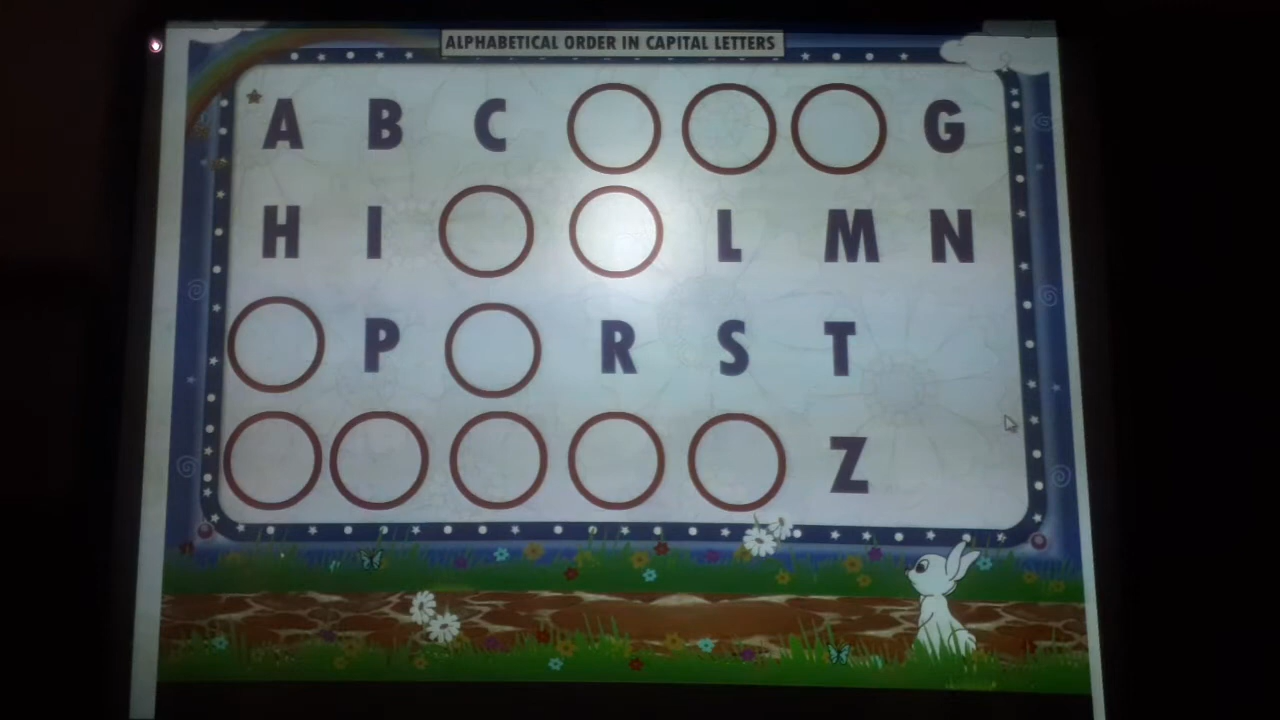 ALPHABETICAL ORDER IN CAPITAL LETTERS
A B C G
H I L M N
P R S T
Z